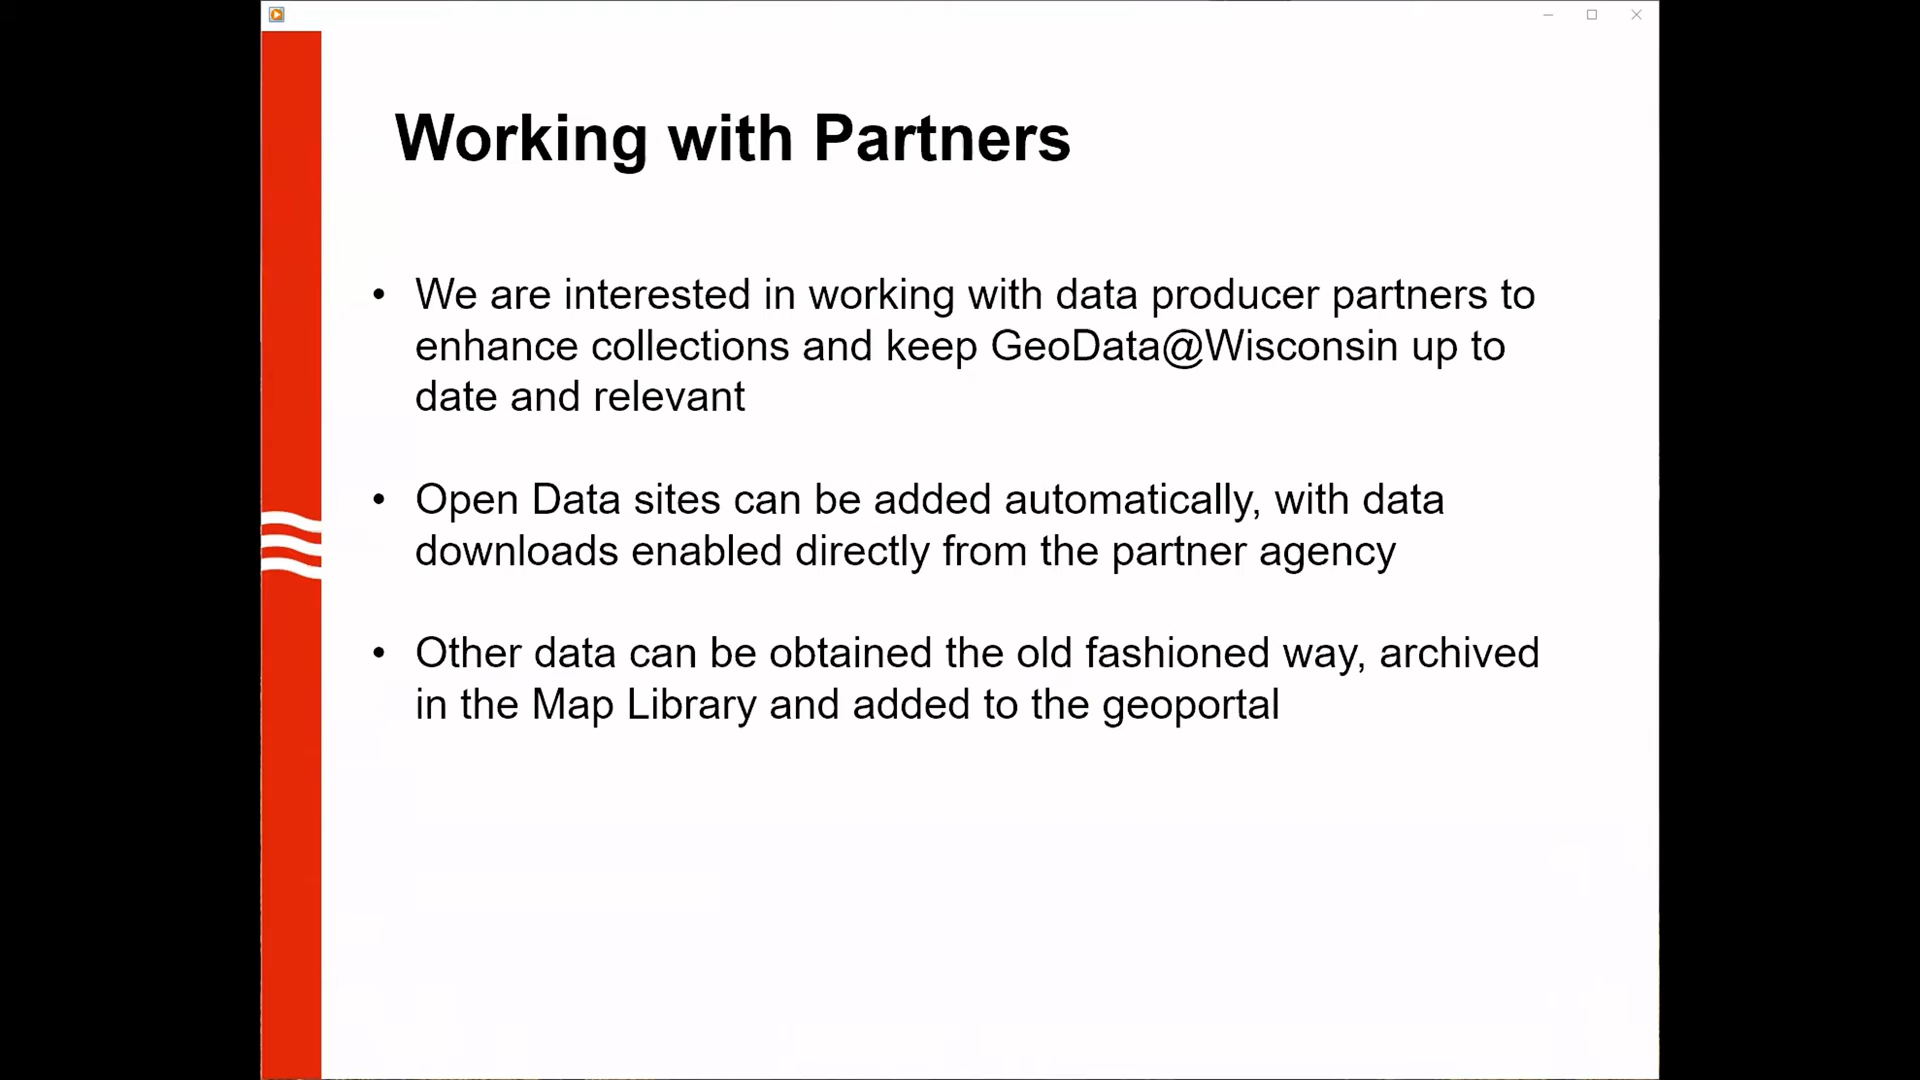 Working with Partners
• We are interested in working with data producer partners to
enhance collections and keep GeoData@Wisconsin up to
date and relevant
• Open Data sites can be added automatically, with data
downloads enabled directly from the partner agency
• Other data can be obtained the old fashioned way, archived
in the Map Library and added to the geoportal